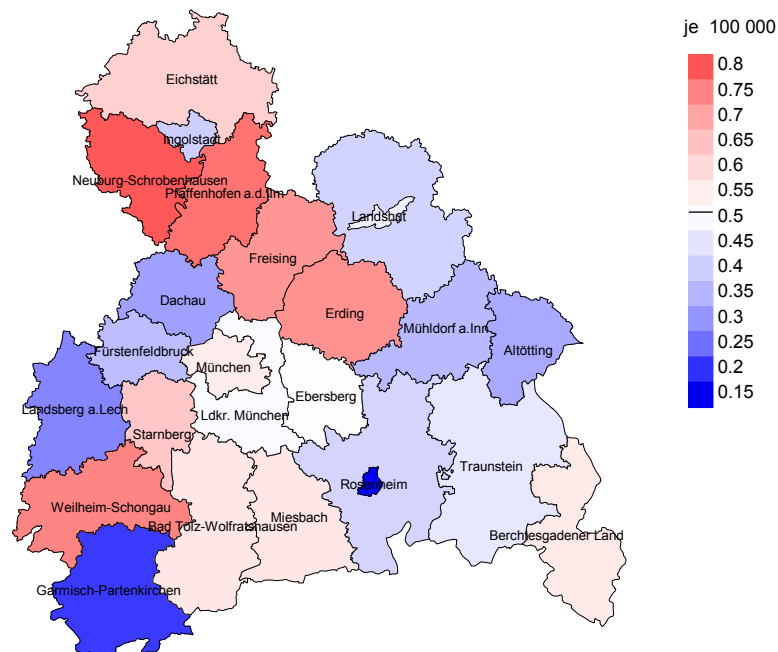 je 100 000
0.8
0.75
0.7
0.65
0.6
0.55
0.5
0.45
0.4
0.35
0.3
0.25
0.2
0.15
Eichstätt
Ingolstadt
Neuburg-Schrobenhausen
Pfaffenhofen a.d.Ilm
Landshst
Freising
Dachau
Erding
Mühldorf a.Inn
Altötting
Fürstenfeldbruck
München
Ebersberg
Landsberg a.Lech
Ldkr. München
Starnberg
Traunstein
Rosenheim
Weilheim-Schongau
Miesbach
Bad Tölz-Wolfratshausen
Berchtesgadener Land
Garmisch-Partenkirchen